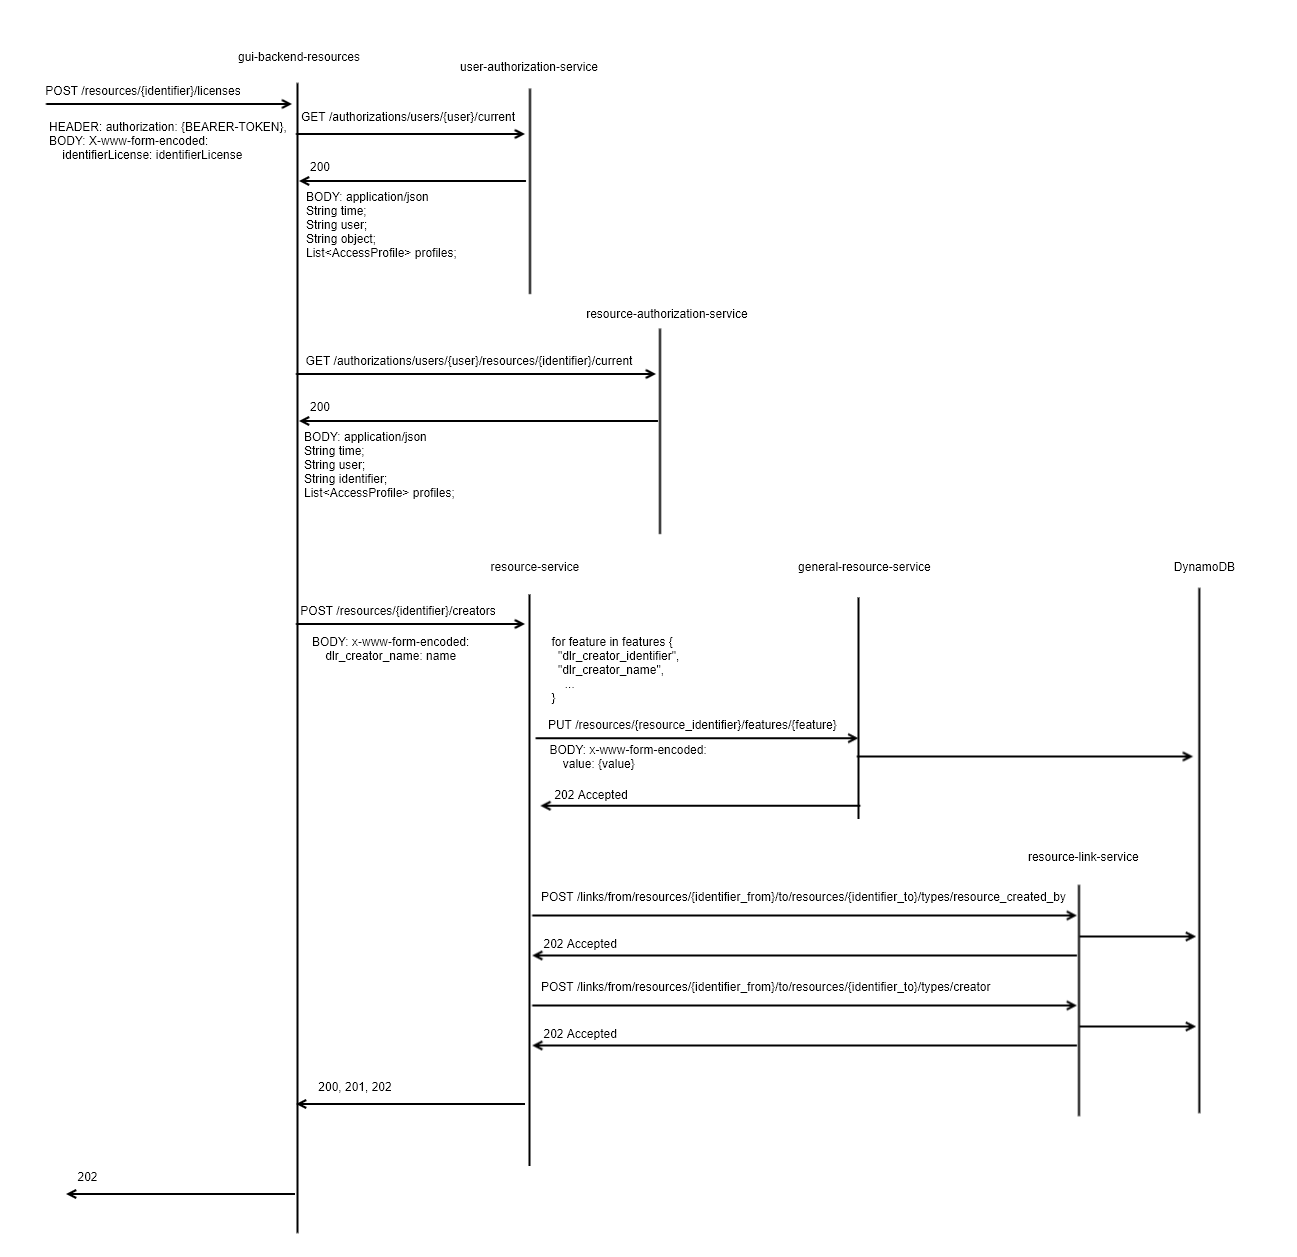 gui-backend-resources
user-authorization-service
POST /resources/{identifier}/licenses
HEADER: authorization: {BEARER-TOKEN},
BODY: X-www-form-encoded:
identifierLicense: identifierLicense
GET /authorizations/users/{user}/current
200
BODY: application/json
String time;
String user;
String object;
List<AccessProfile> profiles;
resource-authorization-service
GET /authorizations/users/{user}/resources/{identifier}/current
200
BODY: application/json
String time;
String user;
String identifier;
List<AccessProfile> profiles;
resource-service
general-resource-service
DynamoDB
POST /resources/{identifier}/creators
BODY: x-www-form-encoded:
dlr_creator_name: name
for feature in features {
"dlr_creator_identifier",
"dlr_creator_name",
...
}
PUT /resources/{resource_identifier}/features/{feature}
BODY: x-www-form-encoded:
value: {value}
202 Accepted
resource-link-service
POST /links/from/resources/{identifier_from}/to/resources/{identifier_to}/types/resource_created_by
202 Accepted
POST /links/from/resources/{identifier_from}/to/resources/{identifier_to}/types/creator
202 Accepted
200, 201, 202
202